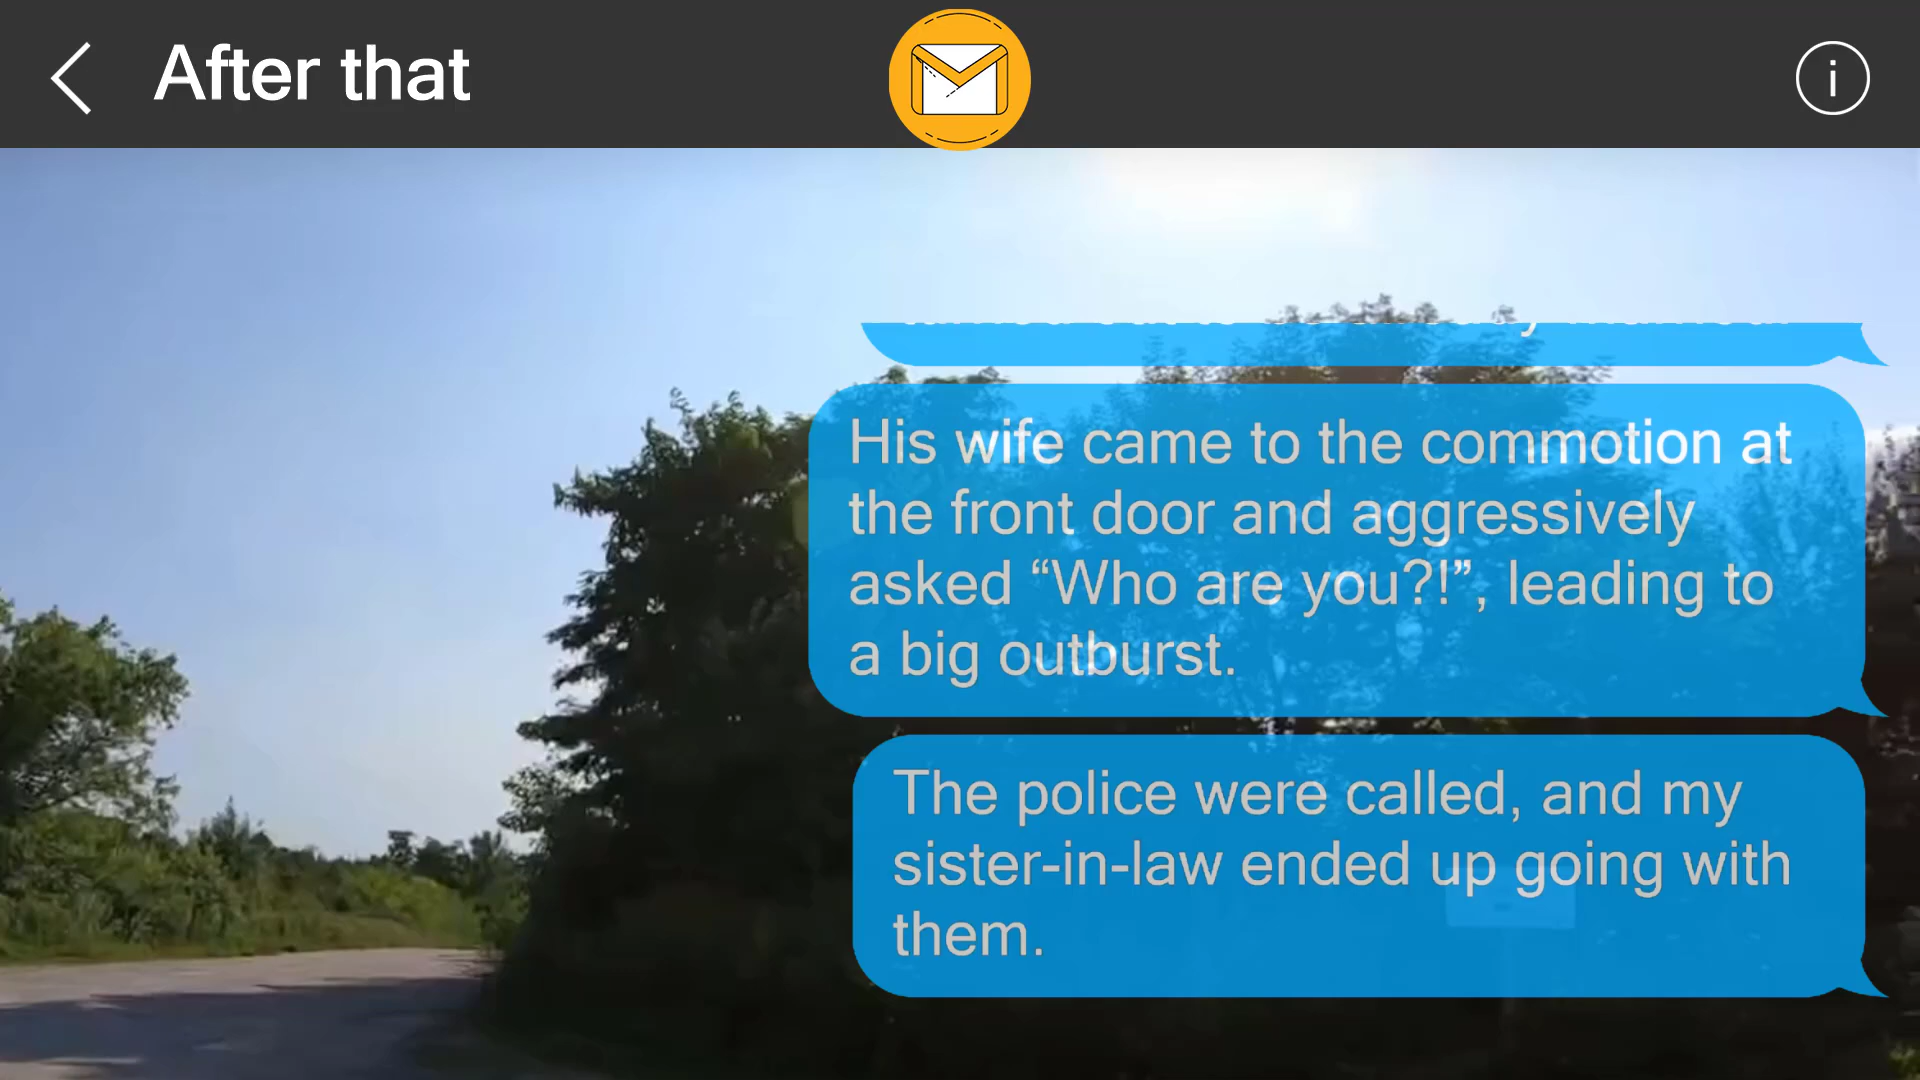 After that
i
His wife came to the commotion at
the front door and aggressively
asked “Who are you?!”, leading to
a big outburst.
The police were called, and my
sister-in-law ended up going with
them.